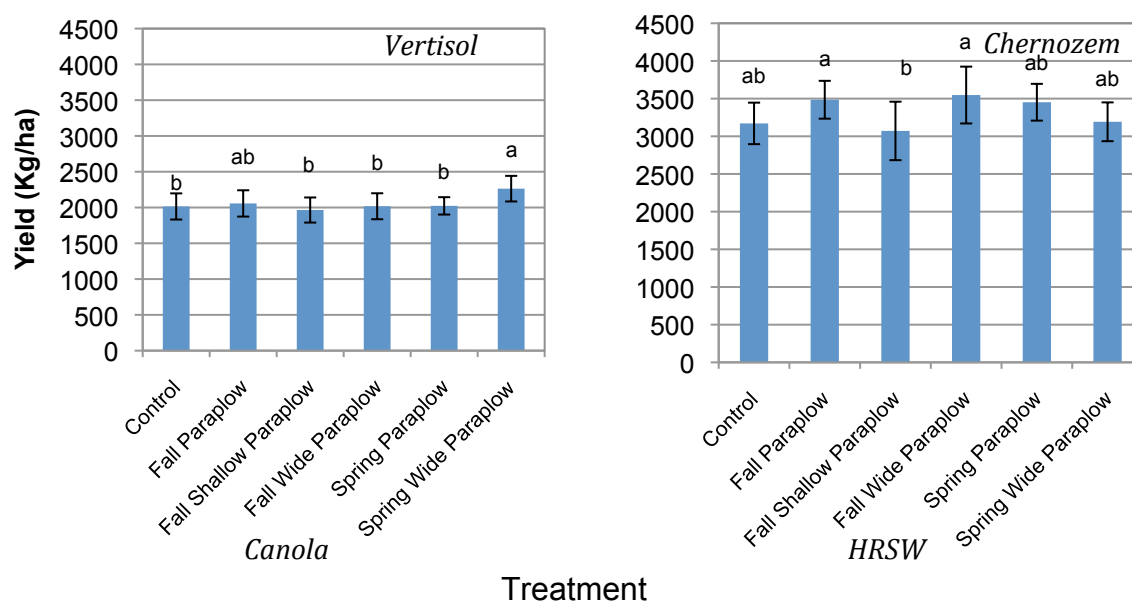 Yield (Kg/ha)
4500
4000
3500
3000
2500
2000
1500
1000
500
0
Vertisol
b
ab
b
b
b
a
Control
Fall Paraplow
Fall Shallow Paraplow
Fall Wide Paraplow
Spring Paraplow
Spring Wide Paraplow
Canola
4500
4000
3500
3000
2500
2000
1500
1000
500
0
Chernozem
ab
a
b
a
ab
ab
Control
Fall Paraplow
Fall Shallow Paraplow
Fall Wide Paraplow
Spring Paraplow
Spring Wide Paraplow
HRSW
Treatment